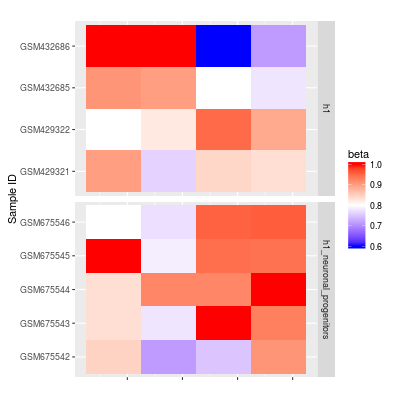 Sample ID
GSM432686
GSM432685
GSM429322
GSM429321
h1
GSM675546
GSM675545
GSM675544
GSM675543
GSM675542
h1_neuronal_progenitors
beta
1.0
0.9
0.8
0.7
0.6